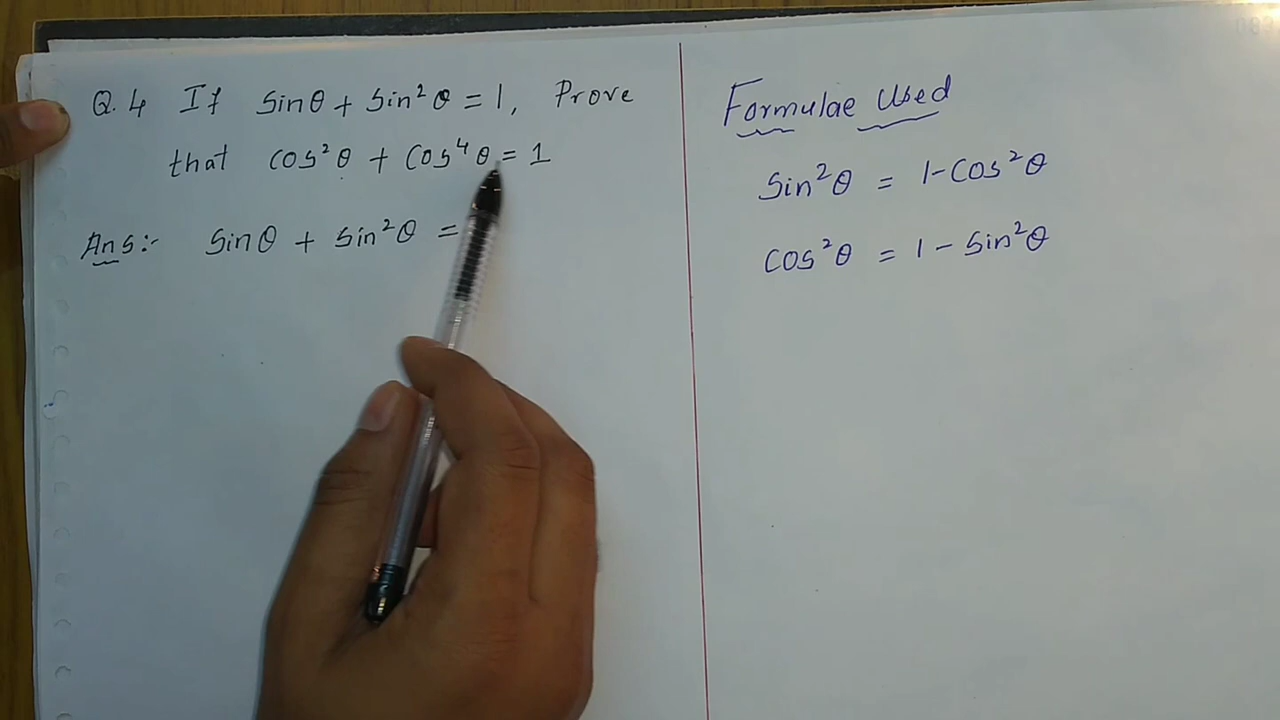 Q.4 If sinθ + sin²θ = 1, Prove
that cos²θ + cos⁴θ = 1
Ans:- sinθ + sin²θ =
Formulae Used
sin²θ = 1-cos²θ
cos²θ = 1 - sin²θ